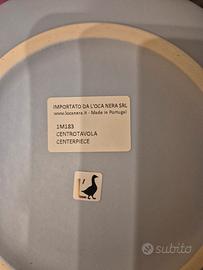 IMPORTATO DA L'OCA NERA SRL
www.locanera.it - Made in Portugal
1M183
CENTROTAVOLA
CENTERPIECE
L'
subito